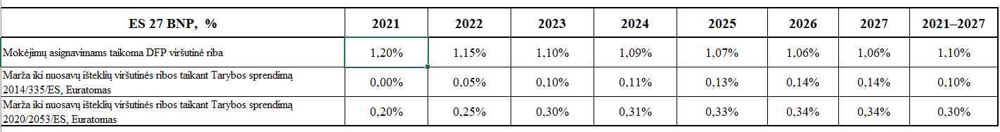 ES 27 BNP, % 2021 2022 2023 2024 2025 2026 2027 2021–2027
Mokėjimų asignavimams taikoma DFP viršutinė riba 1,20% 1,15% 1,10% 1,09% 1,07% 1,06% 1,06% 1,10%
Marža iki nuosavų išteklių viršutinės ribos taikant Tarybos sprendimą
2014/335/ES, Euratomas 0,00% 0,05% 0,10% 0,11% 0,13% 0,14% 0,14% 0,10%
Marža iki nuosavų išteklių viršutinės ribos taikant Tarybos sprendimą
2020/2053/ES, Euratomas 0,20% 0,25% 0,30% 0,31% 0,33% 0,34% 0,34% 0,30%